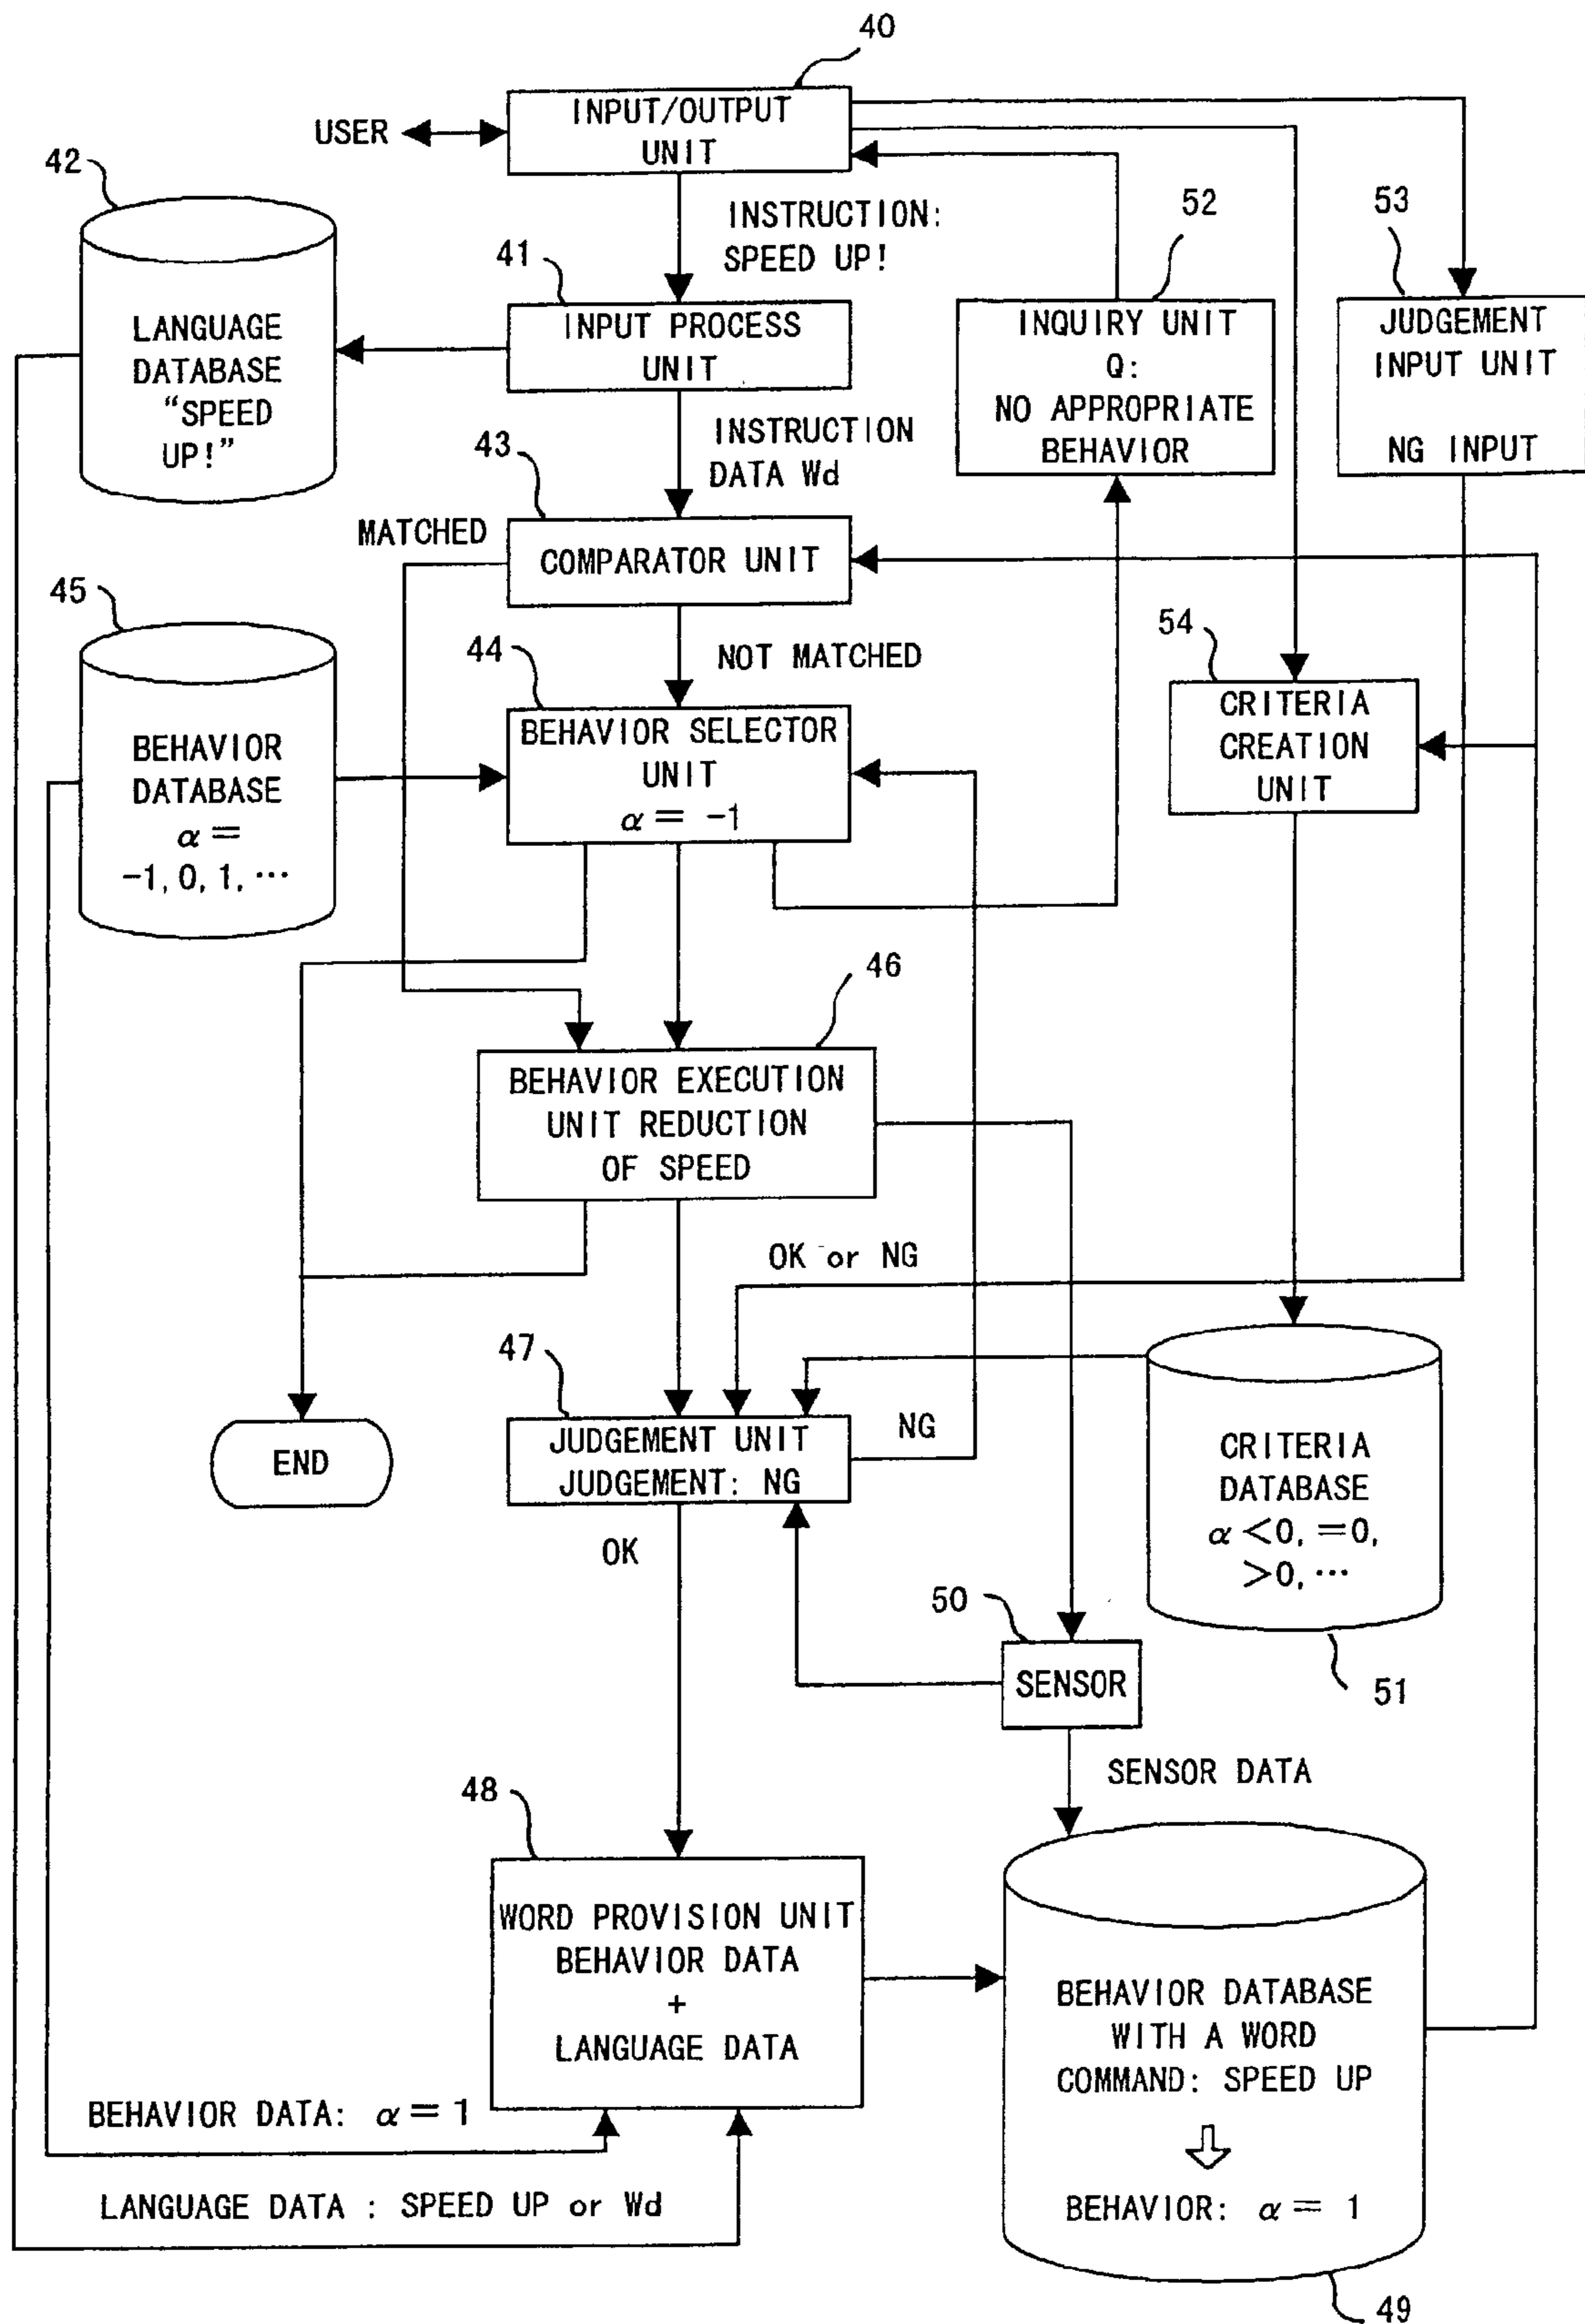 40
INPUT/OUTPUT
UNIT
USER
42
INSTRUCTION:
SPEED UP!
52
53
41
LANGUAGE
DATABASE
“SPEED
UP!”
INPUT PROCESS
UNIT
INQUIRY UNIT
Q:
NO APPROPRIATE
BEHAVIOR
JUDGEMENT
INPUT UNIT
NG INPUT
INSTRUCTION
DATA Wd
43
MATCHED
COMPARATOR UNIT
45
44
NOT MATCHED
54
BEHAVIOR
DATABASE
α =
-1, 0, 1, …
BEHAVIOR SELECTOR
UNIT
α = -1
CRITERIA
CREATION
UNIT
46
BEHAVIOR EXECUTION
UNIT REDUCTION
OF SPEED
OK or NG
47
END
JUDGEMENT UNIT
JUDGEMENT: NG
NG
OK
CRITERIA
DATABASE
α <0, =0,
>0, …
50
SENSOR
51
SENSOR DATA
48
WORD PROVISION UNIT
BEHAVIOR DATA
+
LANGUAGE DATA
BEHAVIOR DATABASE
WITH A WORD
COMMAND: SPEED UP
⇩
BEHAVIOR: α = 1
BEHAVIOR DATA: α = 1
LANGUAGE DATA : SPEED UP or Wd
49